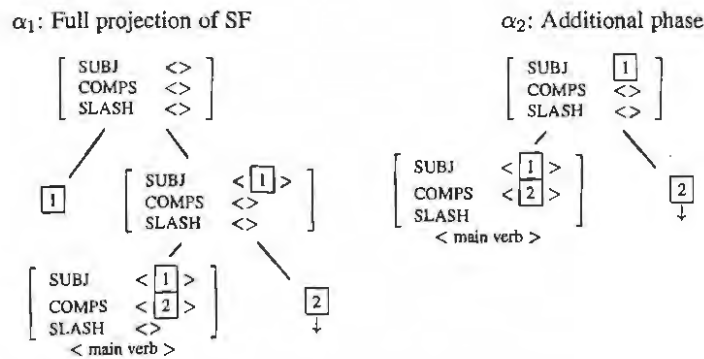 α1: Full projection of SF
SUBJ <>
COMPS <>
SLASH <>
1
SUBJ < 1 >
COMPS <>
SLASH <>
SUBJ < 1 >
COMPS < 2 >
SLASH <>
< main verb >
2
↓
α2: Additional phase
SUBJ 1
COMPS <>
SLASH <>
SUBJ < 1 >
COMPS < 2 >
SLASH
< main verb >
2
↓